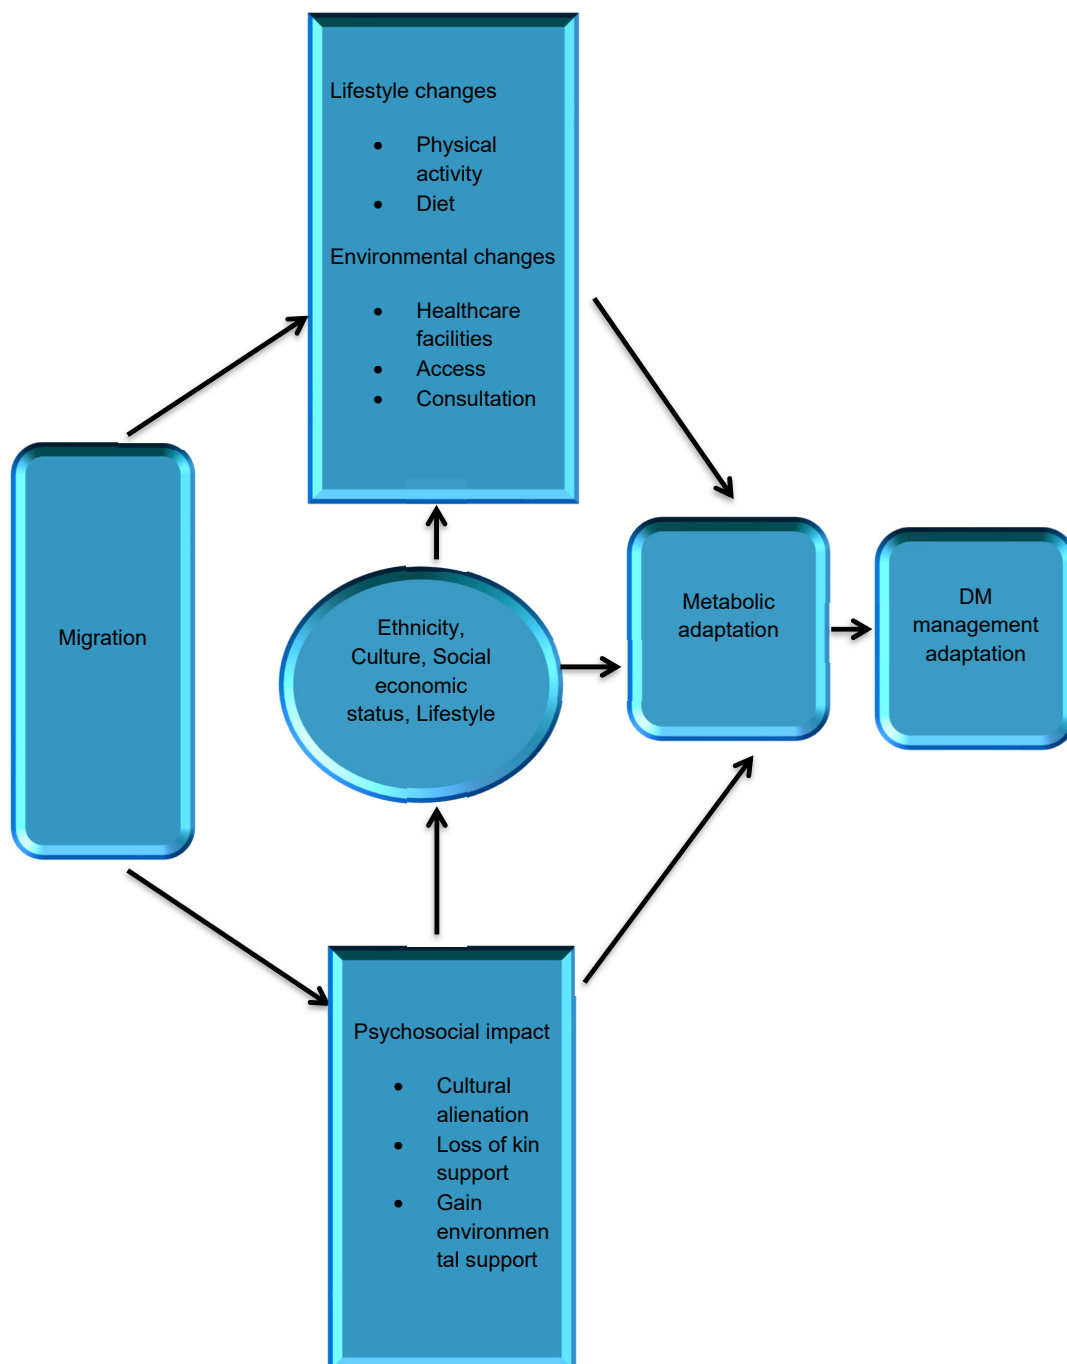 Lifestyle changes
• Physical
activity
• Diet
Environmental changes
• Healthcare
facilities
• Access
• Consultation
Migration
Ethnicity,
Culture, Social
economic
status, Lifestyle
Metabolic
adaptation
DM
management
adaptation
Psychosocial impact
• Cultural
alienation
• Loss of kin
support
• Gain
environmen
tal support